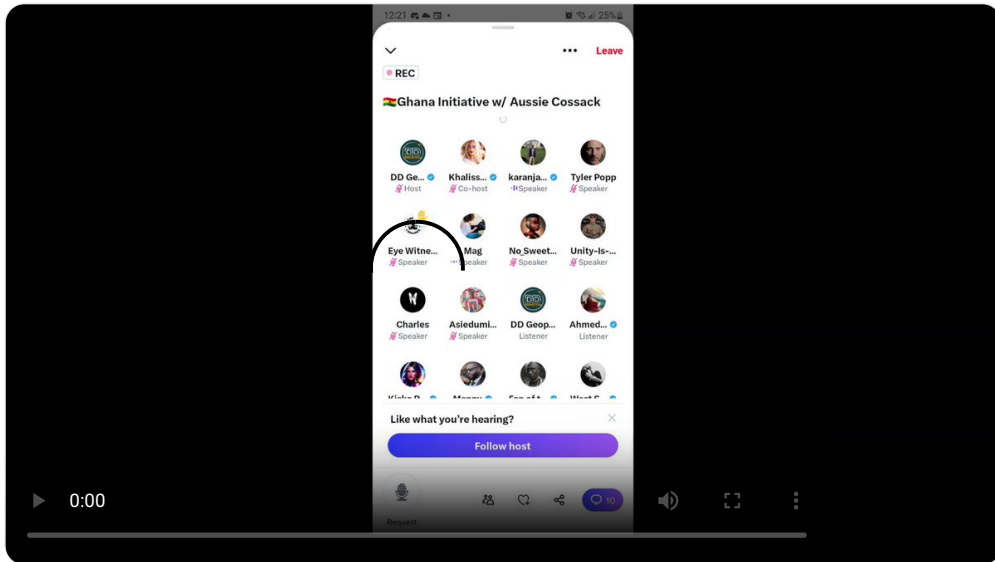 12:21 25%
Leave
REC
🇬🇭Ghana Initiative w/ Aussie Cossack
DD Ge... Khaliss... karanja... Tyler Popp
Host Co-host Speaker Speaker
Eye Witne... Mag No_Sweet... Unity-Is-...
Speaker Speaker Speaker Speaker
Charles Asiedumi... DD Geop... Ahmed...
Speaker Speaker Listener Listener
Like what you're hearing?
Follow host
10
0:00
Request